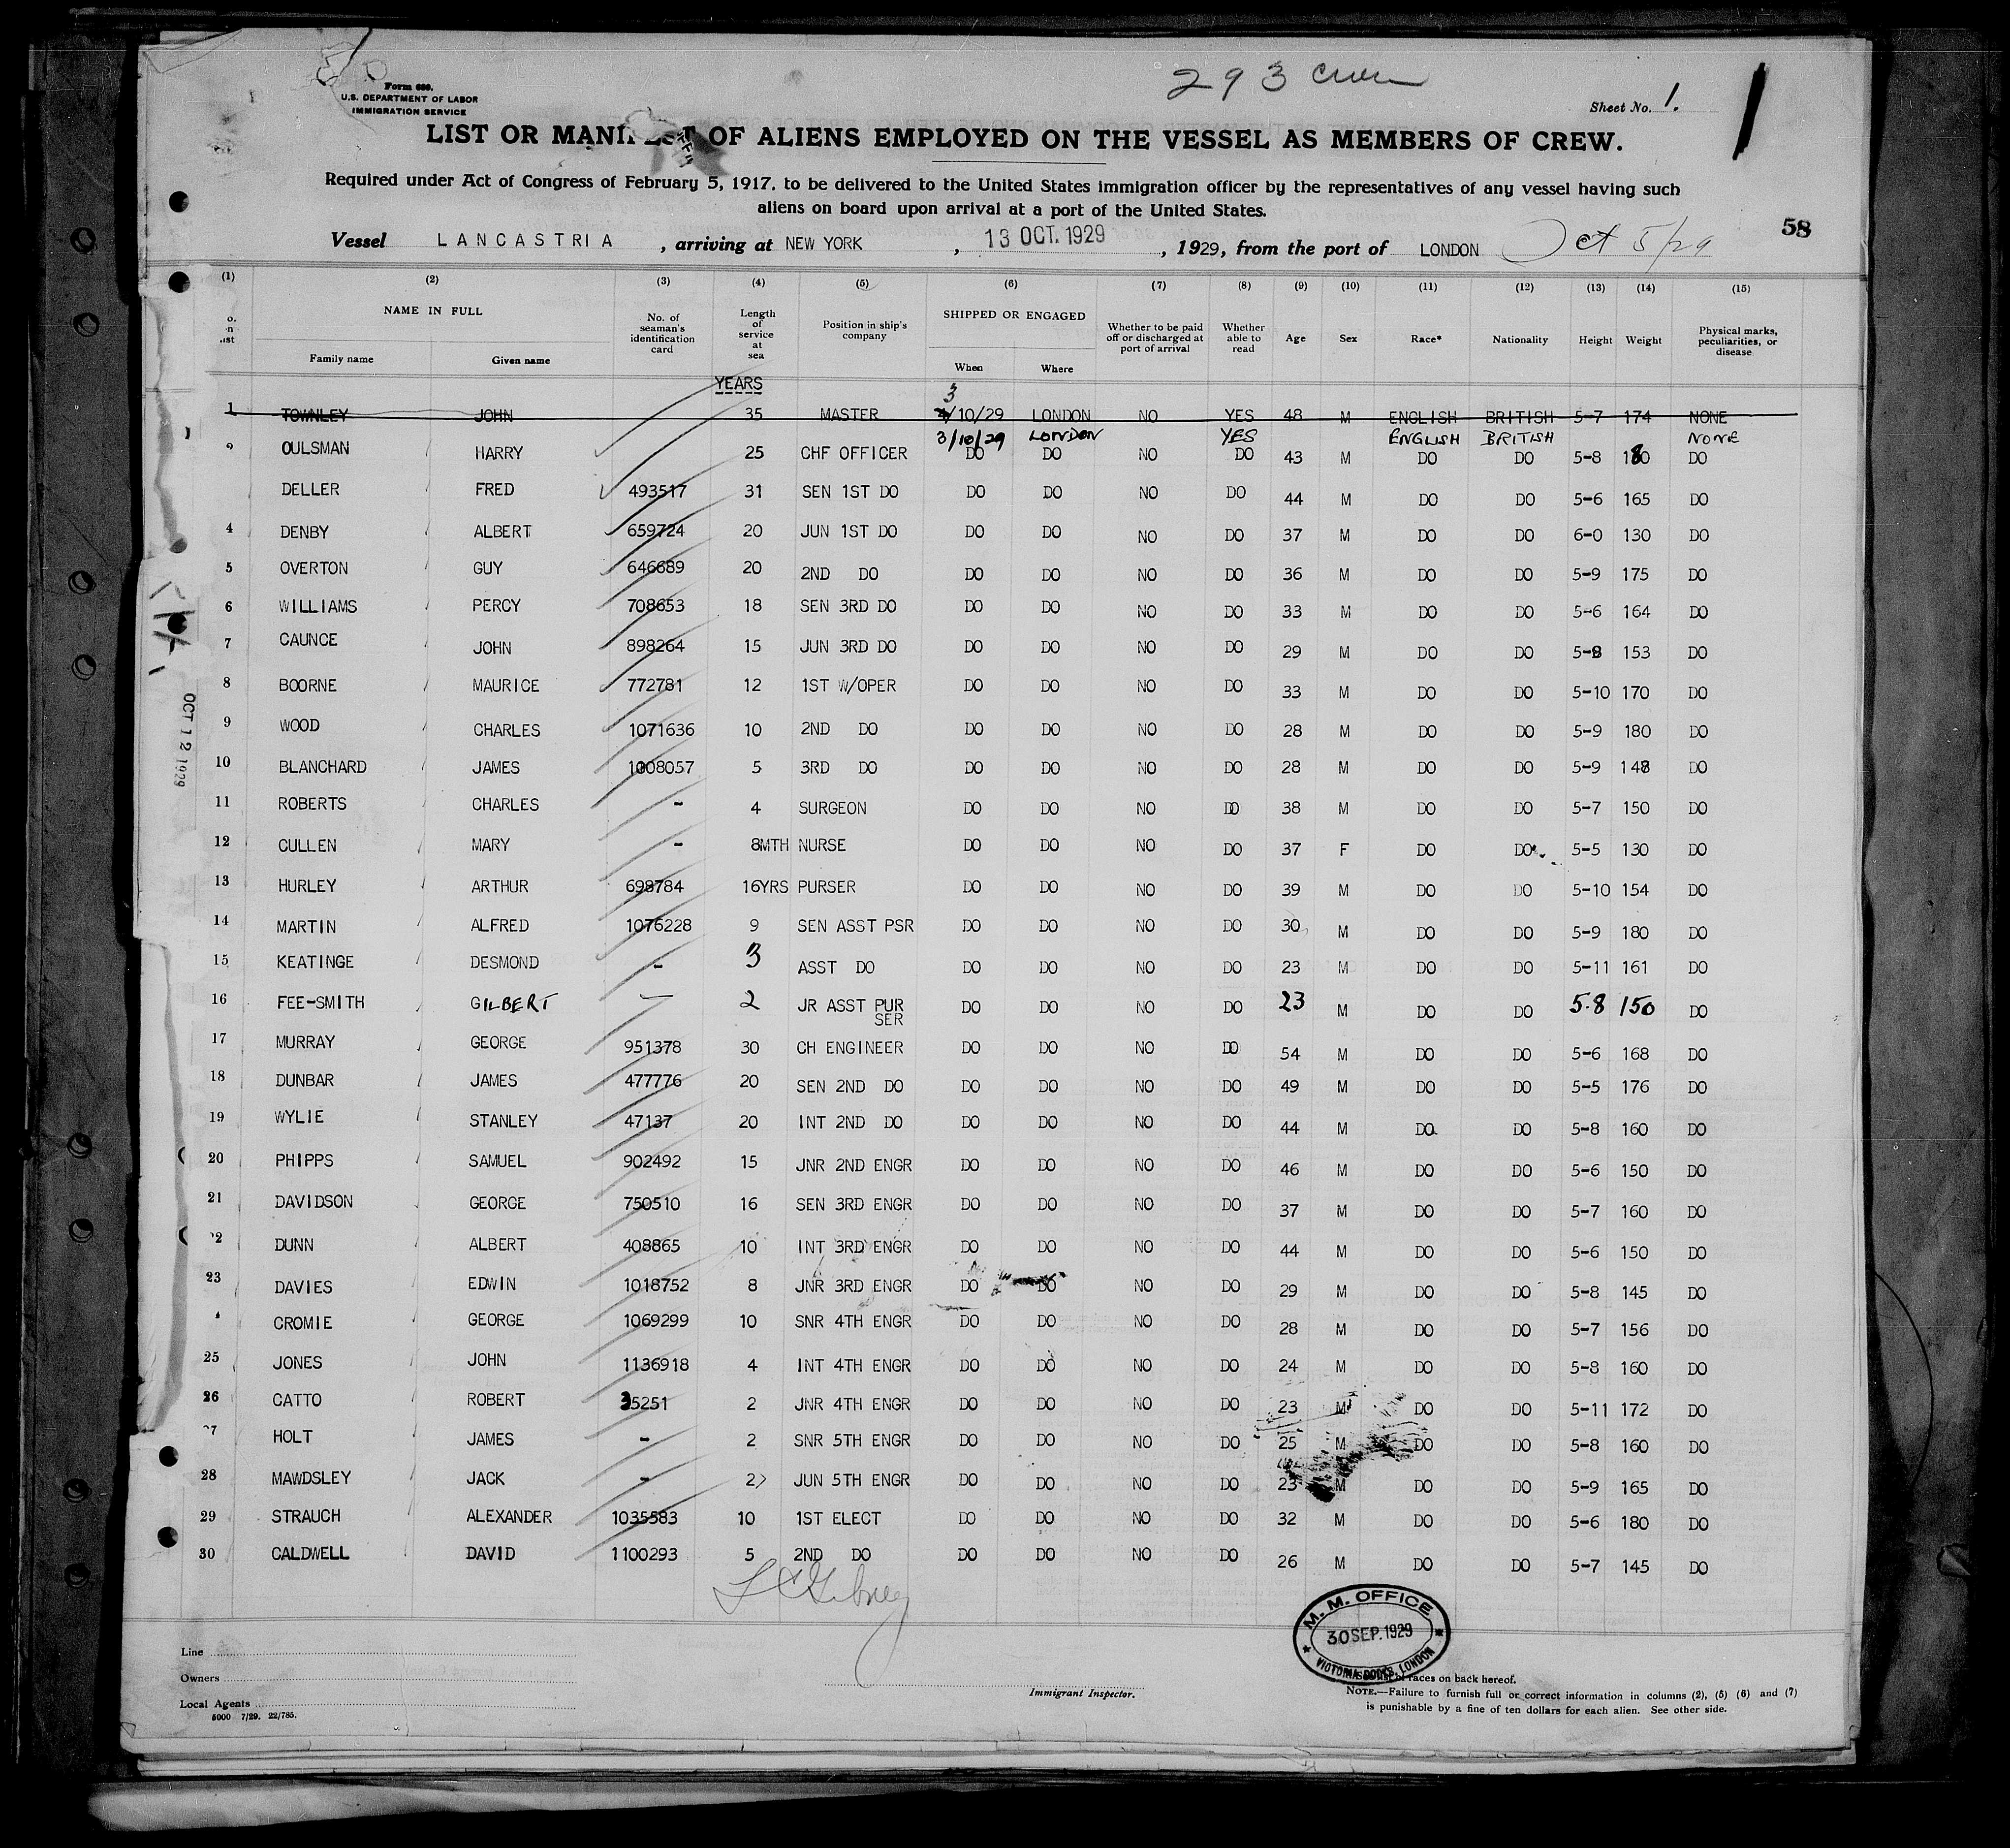 293 crew
Form 686.
U.S. DEPARTMENT OF LABOR
IMMIGRATION SERVICE
Sheet No. 1.
LIST OR MANIFEST OF ALIENS EMPLOYED ON THE VESSEL AS MEMBERS OF CREW.
Required under Act of Congress of February 5, 1917, to be delivered to the United States immigration officer by the representatives of any vessel having such
aliens on board upon arrival at a port of the United States.
58
Vessel LANCASTRIA, arriving at NEW YORK, 13 OCT. 1929, 1929, from the port of LONDON Oct 5/29
(1) (2) (3) (4) (5) (6) (7) (8) (9) (10) (11) (12) (13) (14) (15)
NAME IN FULL No. of seaman's identification card Length of service at sea Position in ship's company SHIPPED OR ENGAGED Whether to be paid off or discharged at port of arrival Whether able to read Age Sex Race* Nationality Height Weight Physical marks, peculiarities, or disease
Family name Given name When Where
YEARS
1 TOWNLEY JOHN 35 MASTER 3/10/29 LONDON NO YES 48 M ENGLISH BRITISH 5-7 174 NONE
3/10/29 LONDON YES ENGLISH BRITISH NONE
2 OULSMAN HARRY 25 CHF OFFICER DO DO NO DO 43 M DO DO 5-8 180 DO
DELLER FRED 493517 31 SEN 1ST DO DO DO NO DO 44 M DO DO 5-6 165 DO
4 DENBY ALBERT 659724 20 JUN 1ST DO DO DO NO DO 37 M DO DO 6-0 130 DO
5 OVERTON GUY 646689 20 2ND DO DO DO NO DO 36 M DO DO 5-9 175 DO
6 WILLIAMS PERCY 708653 18 SEN 3RD DO DO DO NO DO 33 M DO DO 5-6 164 DO
7 CAUNCE JOHN 898264 15 JUN 3RD DO DO DO NO DO 29 M DO DO 5-8 153 DO
8 BOORNE MAURICE 772781 12 1ST W/OPER DO DO NO DO 33 M DO DO 5-10 170 DO
9 WOOD CHARLES 1071636 10 2ND DO DO DO NO DO 28 M DO DO 5-9 180 DO
10 BLANCHARD JAMES 1008057 5 3RD DO DO DO NO DO 28 M DO DO 5-9 148 DO
11 ROBERTS CHARLES - 4 SURGEON DO DO NO DO 38 M DO DO 5-7 150 DO
12 CULLEN MARY - 8MTH NURSE DO DO NO DO 37 F DO DO 5-5 130 DO
13 HURLEY ARTHUR 698784 16YRS PURSER DO DO NO DO 39 M DO DO 5-10 154 DO
14 MARTIN ALFRED 1076228 9 SEN ASST PSR DO DO NO DO 30 M DO DO 5-9 180 DO
15 KEATINGE DESMOND - 3 ASST DO DO DO NO DO 23 M DO DO 5-11 161 DO
16 FEE-SMITH GILBERT - 2 JR ASST PUR DO DO NO DO 23 M DO DO 5.8 150 DO
SER
17 MURRAY GEORGE 951378 30 CH ENGINEER DO DO NO DO 54 M DO DO 5-6 168 DO
18 DUNBAR JAMES 477776 20 SEN 2ND DO DO DO NO DO 49 M DO DO 5-5 176 DO
19 WYLIE STANLEY 47137 20 INT 2ND DO DO DO NO DO 44 M DO DO 5-8 160 DO
20 PHIPPS SAMUEL 902492 15 JNR 2ND ENGR DO DO NO DO 46 M DO DO 5-6 150 DO
21 DAVIDSON GEORGE 750510 16 SEN 3RD ENGR DO DO NO DO 37 M DO DO 5-7 160 DO
22 DUNN ALBERT 408865 10 INT 3RD ENGR DO DO NO DO 44 M DO DO 5-6 150 DO
23 DAVIES EDWIN 1018752 8 JNR 3RD ENGR DO DO NO DO 29 M DO DO 5-8 145 DO
CROMIE GEORGE 1069299 10 SNR 4TH ENGR DO DO NO DO 28 M DO DO 5-7 156 DO
25 JONES JOHN 1136918 4 INT 4TH ENGR DO DO NO DO 24 M DO DO 5-8 160 DO
26 CATTO ROBERT 35251 2 JNR 4TH ENGR DO DO NO DO 23 M DO DO 5-11 172 DO
27 HOLT JAMES - 2 SNR 5TH ENGR DO DO NO DO 25 M DO DO 5-8 160 DO
28 MAWDSLEY JACK - 2 JUN 5TH ENGR DO DO NO DO 23 M DO DO 5-9 165 DO
29 STRAUCH ALEXANDER 1035583 10 1ST ELECT DO DO NO DO 32 M DO DO 5-6 180 DO
30 CALDWELL DAVID 1100293 5 2ND DO DO DO NO DO 26 M DO DO 5-7 145 DO
OCT 12 1929
M. M. OFFICE
30 SEP. 1929
VICTORIA DOCKS, LONDON
Line
Owners
Local Agents
5000 7/29. 22/785.
Immigrant Inspector.
races on back hereof.
NOTE.—Failure to furnish full or correct information in columns (2), (5) (6) and (7)
is punishable by a fine of ten dollars for each alien. See other side.